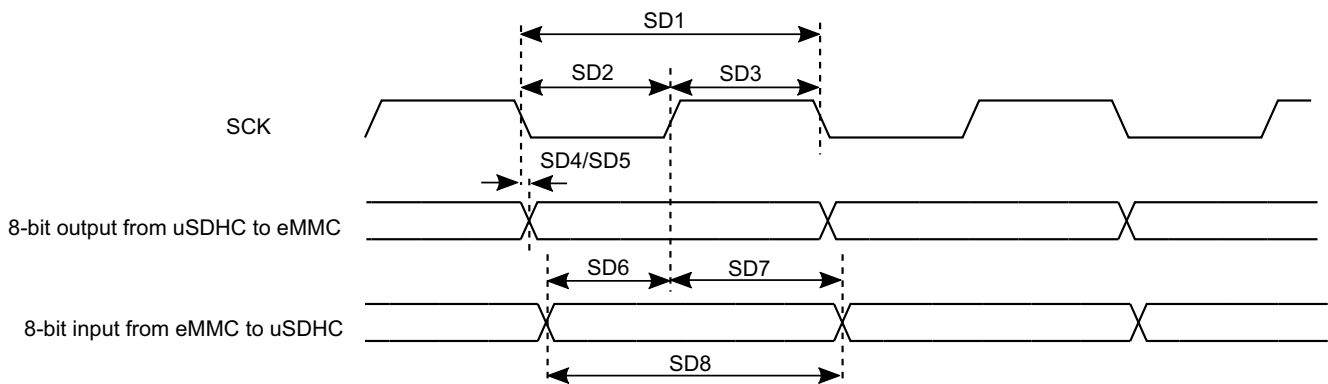 SD1
SD2
SD3
SCK
SD4/SD5
8-bit output from uSDHC to eMMC
SD6
SD7
8-bit input from eMMC to uSDHC
SD8